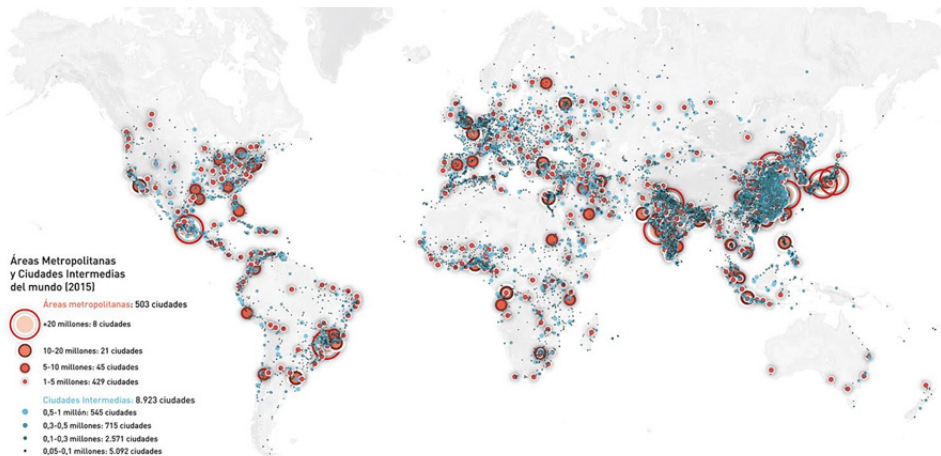 Áreas Metropolitanas
y Ciudades Intermedias
del mundo (2015)
Áreas metropolitanas: 503 ciudades
+20 millones: 8 ciudades
10-20 millones: 21 ciudades
5-10 millones: 45 ciudades
1-5 millones: 429 ciudades
Ciudades Intermedias: 8.923 ciudades
0,5-1 millón: 545 ciudades
0,3-0,5 millones: 715 ciudades
0,1-0,3 millones: 2.571 ciudades
0,05-0,1 millones: 5.092 ciudades